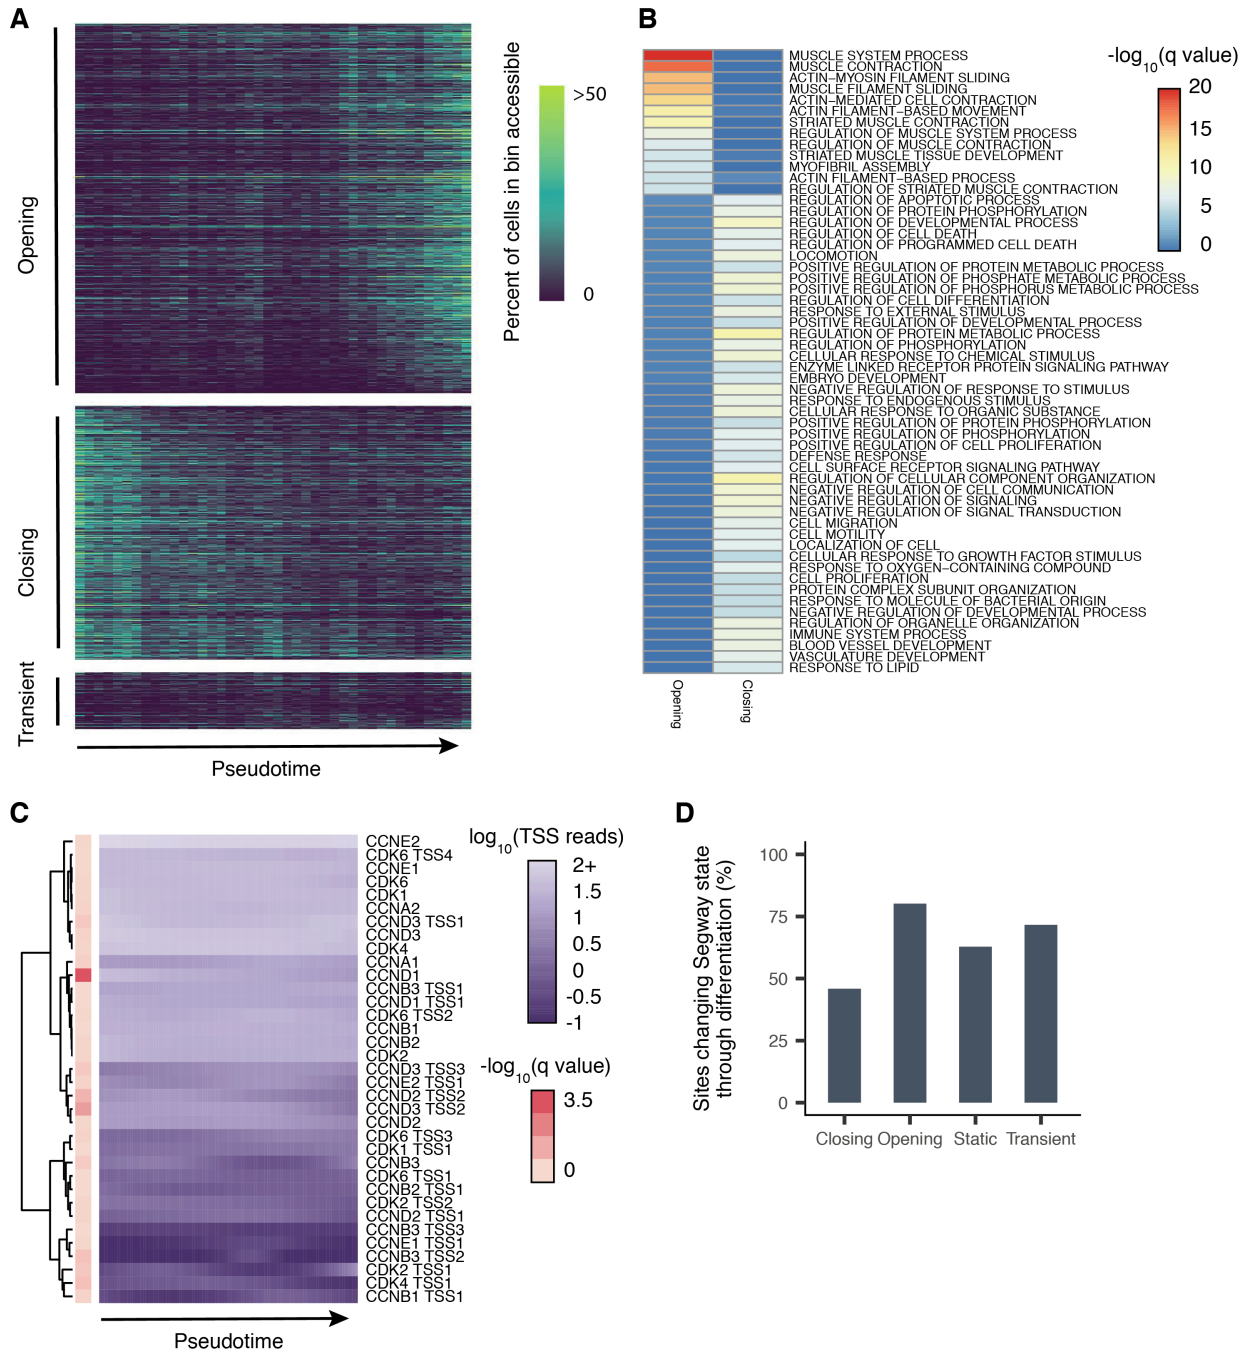 A
Opening
Closing
Transient
Pseudotime
Percent of cells in bin accessible
>50
0
B
MUSCLE SYSTEM PROCESS
MUSCLE CONTRACTION
ACTIN−MYOSIN FILAMENT SLIDING
MUSCLE FILAMENT SLIDING
ACTIN−MEDIATED CELL CONTRACTION
ACTIN FILAMENT−BASED MOVEMENT
STRIATED MUSCLE CONTRACTION
REGULATION OF MUSCLE SYSTEM PROCESS
REGULATION OF MUSCLE CONTRACTION
STRIATED MUSCLE TISSUE DEVELOPMENT
MYOFIBRIL ASSEMBLY
ACTIN FILAMENT−BASED PROCESS
REGULATION OF STRIATED MUSCLE CONTRACTION
REGULATION OF APOPTOTIC PROCESS
REGULATION OF PROTEIN PHOSPHORYLATION
REGULATION OF DEVELOPMENTAL PROCESS
REGULATION OF CELL DEATH
REGULATION OF PROGRAMMED CELL DEATH
LOCOMOTION
POSITIVE REGULATION OF PROTEIN METABOLIC PROCESS
POSITIVE REGULATION OF PHOSPHATE METABOLIC PROCESS
POSITIVE REGULATION OF PHOSPHORUS METABOLIC PROCESS
REGULATION OF CELL DIFFERENTIATION
RESPONSE TO EXTERNAL STIMULUS
POSITIVE REGULATION OF DEVELOPMENTAL PROCESS
REGULATION OF PROTEIN METABOLIC PROCESS
REGULATION OF PHOSPHORYLATION
CELLULAR RESPONSE TO CHEMICAL STIMULUS
ENZYME LINKED RECEPTOR PROTEIN SIGNALING PATHWAY
EMBRYO DEVELOPMENT
NEGATIVE REGULATION OF RESPONSE TO STIMULUS
RESPONSE TO ENDOGENOUS STIMULUS
CELLULAR RESPONSE TO ORGANIC SUBSTANCE
POSITIVE REGULATION OF PROTEIN PHOSPHORYLATION
POSITIVE REGULATION OF PHOSPHORYLATION
POSITIVE REGULATION OF CELL PROLIFERATION
DEFENSE RESPONSE
CELL SURFACE RECEPTOR SIGNALING PATHWAY
REGULATION OF CELLULAR COMPONENT ORGANIZATION
NEGATIVE REGULATION OF CELL COMMUNICATION
NEGATIVE REGULATION OF SIGNALING
NEGATIVE REGULATION OF SIGNAL TRANSDUCTION
CELL MIGRATION
CELL MOTILITY
LOCALIZATION OF CELL
CELLULAR RESPONSE TO GROWTH FACTOR STIMULUS
RESPONSE TO OXYGEN−CONTAINING COMPOUND
CELL PROLIFERATION
PROTEIN COMPLEX SUBUNIT ORGANIZATION
RESPONSE TO MOLECULE OF BACTERIAL ORIGIN
NEGATIVE REGULATION OF DEVELOPMENTAL PROCESS
REGULATION OF ORGANELLE ORGANIZATION
IMMUNE SYSTEM PROCESS
BLOOD VESSEL DEVELOPMENT
VASCULATURE DEVELOPMENT
RESPONSE TO LIPID
Opening
Closing
-log10(q value)
20
15
10
5
0
C
CCNE2
CDK6 TSS4
CCNE1
CDK6
CDK1
CCNA2
CCND3 TSS1
CCND3
CDK4
CCNA1
CCND1
CCNB3 TSS1
CCND1 TSS1
CDK6 TSS2
CCNB1
CCNB2
CDK2
CCND3 TSS3
CCNE2 TSS1
CCND2 TSS2
CCND3 TSS2
CCND2
CDK6 TSS3
CDK1 TSS1
CCNB3
CDK6 TSS1
CCNB2 TSS1
CDK2 TSS2
CCND2 TSS1
CCNB3 TSS3
CCNE1 TSS1
CCNB3 TSS2
CDK2 TSS1
CDK4 TSS1
CCNB1 TSS1
Pseudotime
log10(TSS reads)
2+
1.5
1
0.5
0
-0.5
-1
-log10(q value)
3.5
0
D
Sites changing Segway state
through differentiation (%)
100
75
50
25
0
Closing Opening Static Transient